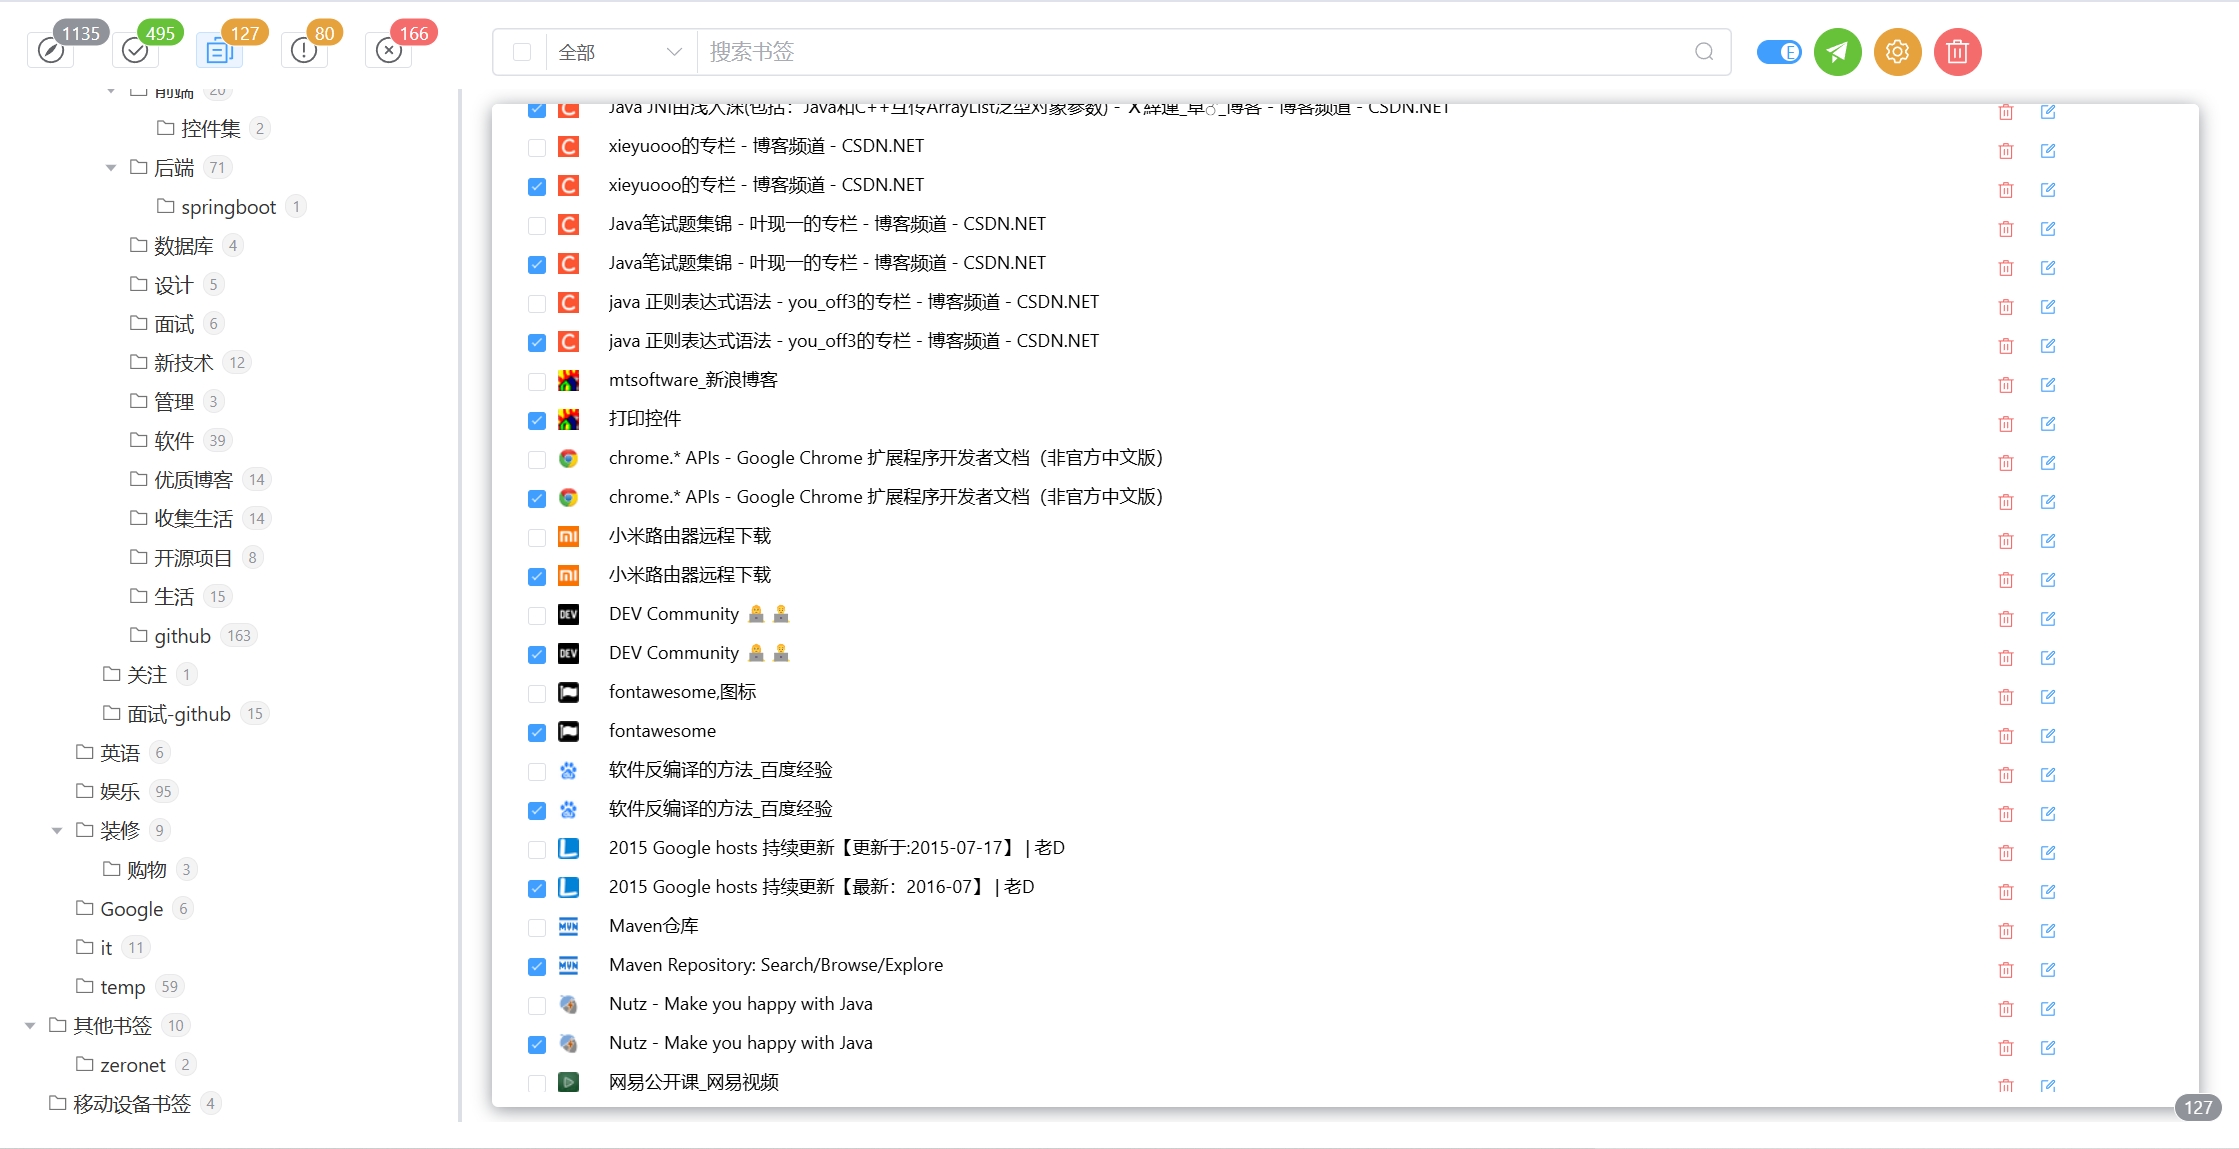 1135
495
127
80
166
全部
搜索书签
E
前端 20
控件集 2
后端 71
springboot 1
数据库 4
设计 5
面试 6
新技术 12
管理 3
软件 39
优质博客 14
收集生活 14
开源项目 8
生活 15
github 163
关注 1
面试-github 15
英语 6
娱乐 95
装修 9
购物 3
Google 6
it 11
temp 59
其他书签 10
zeronet 2
移动设备书签 4
Java JNI由浅入深(包括：Java和C++互传ArrayList泛型对象参数) - 博客 - 博客频道 - CSDN.NET
xieyuooo的专栏 - 博客频道 - CSDN.NET
xieyuooo的专栏 - 博客频道 - CSDN.NET
Java笔试题集锦 - 叶现一的专栏 - 博客频道 - CSDN.NET
Java笔试题集锦 - 叶现一的专栏 - 博客频道 - CSDN.NET
java 正则表达式语法 - you_off3的专栏 - 博客频道 - CSDN.NET
java 正则表达式语法 - you_off3的专栏 - 博客频道 - CSDN.NET
mtsoftware_新浪博客
打印控件
chrome.* APIs - Google Chrome 扩展程序开发者文档（非官方中文版）
chrome.* APIs - Google Chrome 扩展程序开发者文档（非官方中文版）
小米路由器远程下载
小米路由器远程下载
DEV Community 👩‍💻👨‍💻
DEV Community 👩‍💻👨‍💻
fontawesome,图标
fontawesome
软件反编译的方法_百度经验
软件反编译的方法_百度经验
2015 Google hosts 持续更新【更新于:2015-07-17】 | 老D
2015 Google hosts 持续更新【最新：2016-07】 | 老D
Maven仓库
Maven Repository: Search/Browse/Explore
Nutz - Make you happy with Java
Nutz - Make you happy with Java
网易公开课_网易视频
127